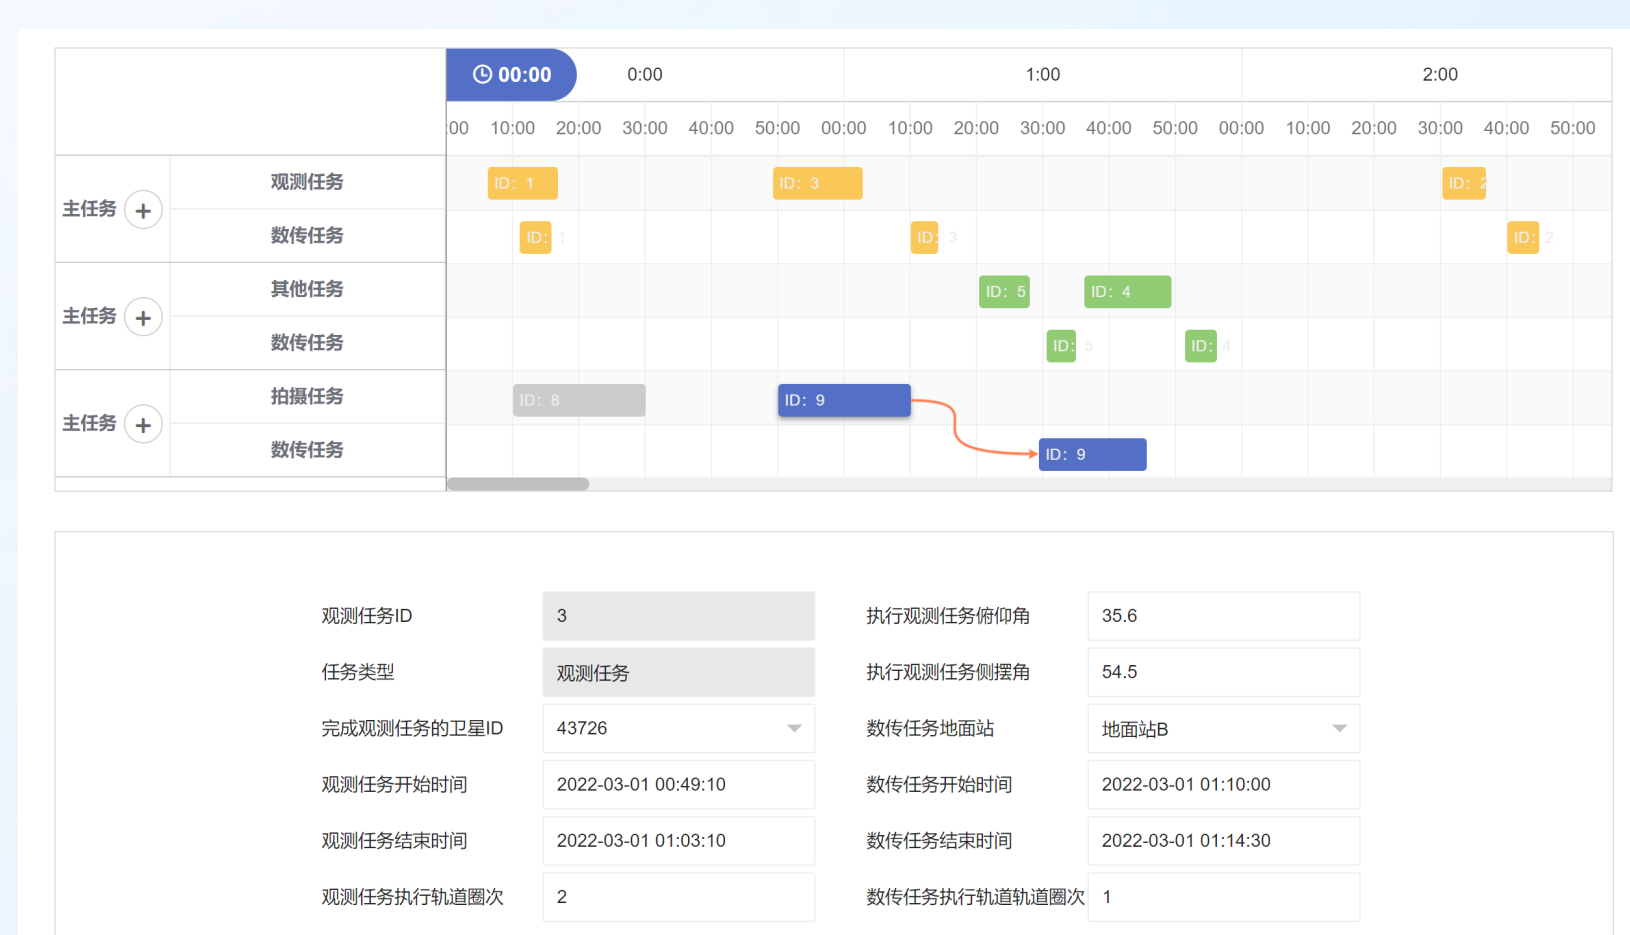 00:00 0:00 1:00 2:00
:00 10:00 20:00 30:00 40:00 50:00 00:00 10:00 20:00 30:00 40:00 50:00 00:00 10:00 20:00 30:00 40:00 50:00
主任务 +
观测任务 ID: 1 ID: 3 ID: 2
数传任务 ID: 1 ID: 3 ID: 2
主任务 +
其他任务 ID: 5 ID: 4
数传任务 ID: 5 ID: 4
主任务 +
拍摄任务 ID: 8 ID: 9
数传任务 ID: 9
观测任务ID 3 执行观测任务俯仰角 35.6
任务类型 观测任务 执行观测任务侧摆角 54.5
完成观测任务的卫星ID 43726 数传任务地面站 地面站B
观测任务开始时间 2022-03-01 00:49:10 数传任务开始时间 2022-03-01 01:10:00
观测任务结束时间 2022-03-01 01:03:10 数传任务结束时间 2022-03-01 01:14:30
观测任务执行轨道圈次 2 数传任务执行轨道轨道圈次 1